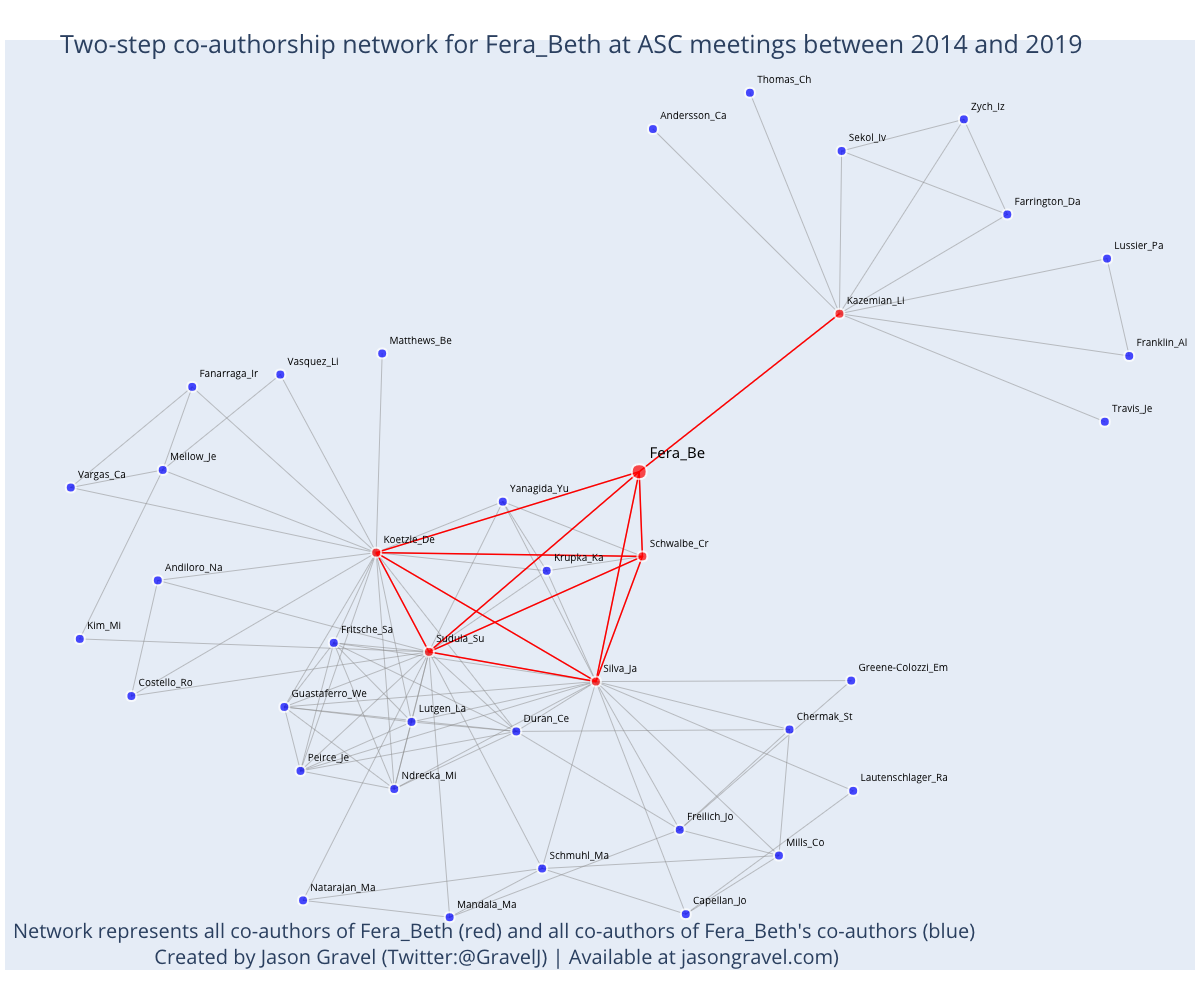 Two-step co-authorship network for Fera_Beth at ASC meetings between 2014 and 2019
Thomas_Ch
Zych_Iz
Andersson_Ca
Sekol_Iv
Farrington_Da
Lussier_Pa
Kazemian_Li
Franklin_Al
Matthews_Be
Vasquez_Li
Fanarraga_Ir
Travis_Je
Fera_Be
Mellow_Je
Vargas_Ca
Yanagida_Yu
Koetzle_De
Schwalbe_Cr
Krupka_Ka
Andiloro_Na
Kim_Mi
Fritsche_Sa
Sudula_Su
Silva_Ja
Greene-Colozzi_Em
Costello_Ro
Guastaferro_We
Lutgen_La
Duran_Ce
Chermak_St
Peirce_Je
Ndrecka_Mi
Lautenschlager_Ra
Freilich_Jo
Mills_Co
Schmuhl_Ma
Natarajan_Ma
Mandala_Ma
Capellan_Jo
Network represents all co-authors of Fera_Beth (red) and all co-authors of Fera_Beth's co-authors (blue)
Created by Jason Gravel (Twitter:@GravelJ) | Available at jasongravel.com)